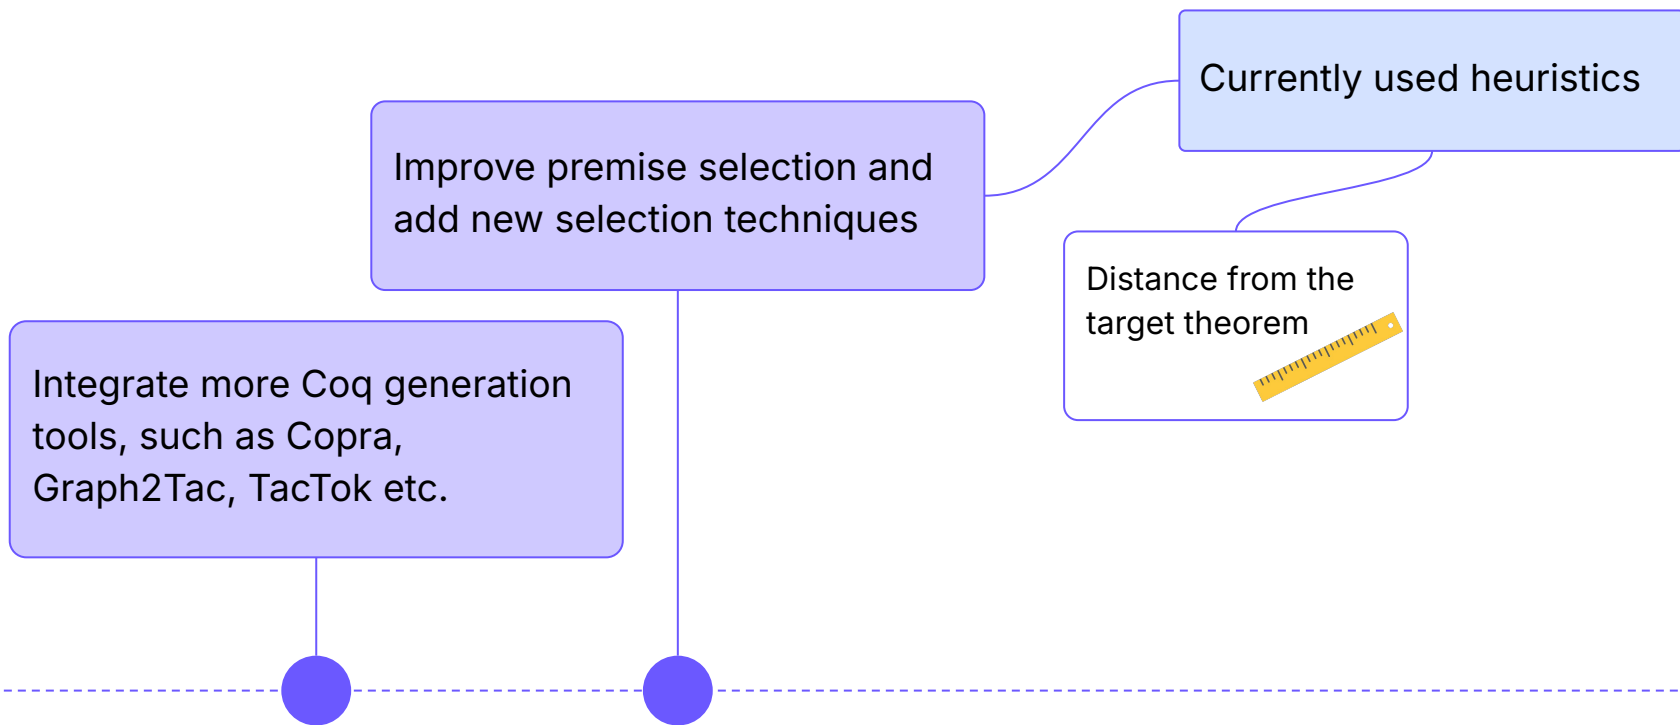 Currently used heuristics
Improve premise selection and
add new selection techniques
Distance from the
target theorem
Integrate more Coq generation
tools, such as Copra,
Graph2Tac, TacTok etc.